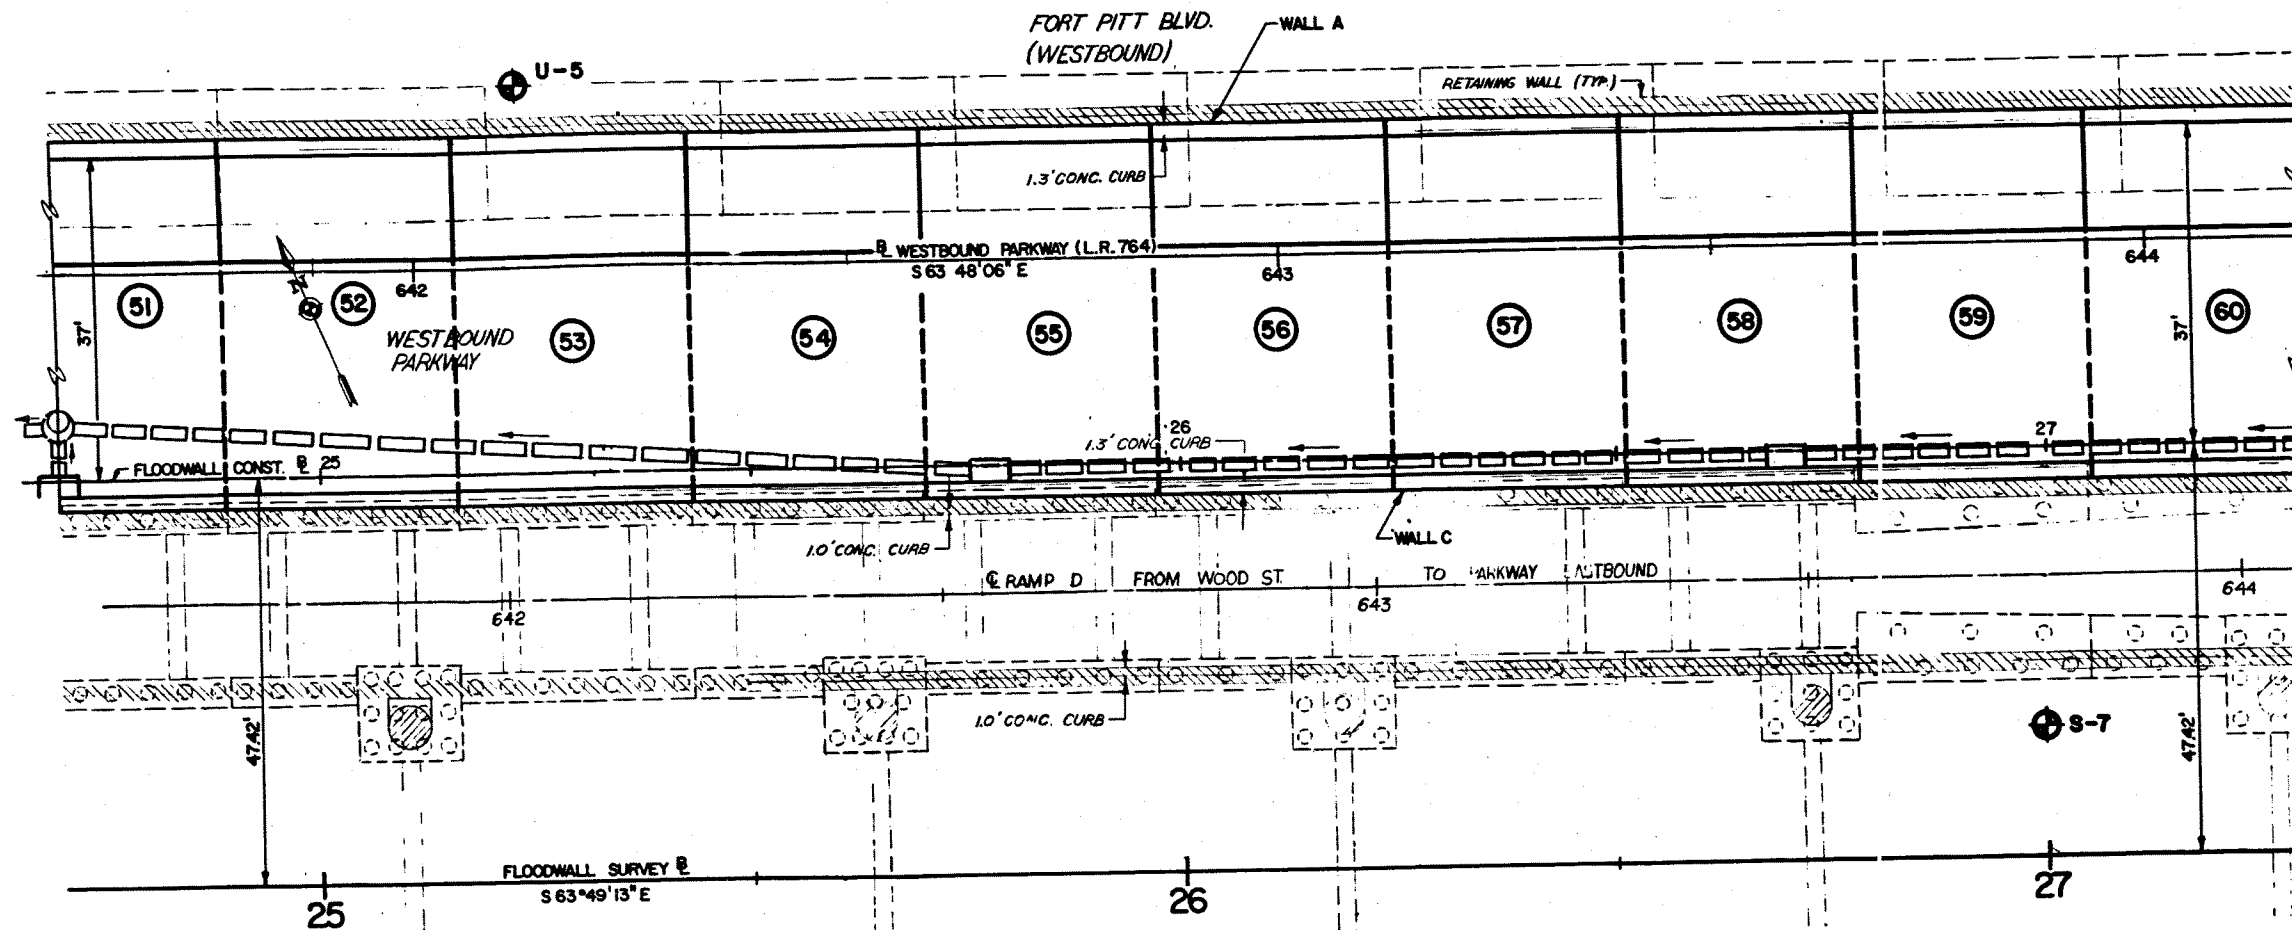 FORT PITT BLVD.
(WESTBOUND)
WALL A
U-5
RETAINING WALL (TYP.)
1.3' CONC. CURB
℄ WESTBOUND PARKWAY (L.R. 764)
S 63 48'06" E
642
643
644
51
52
53
54
55
56
57
58
59
60
N
37'
37'
WESTBOUND
PARKWAY
1.3' CONC. CURB
26
27
FLOODWALL CONST. ℄ 25
WALL C
1.0' CONC. CURB
℄ RAMP D FROM WOOD ST. TO PARKWAY EASTBOUND
642
643
644
47.42'
47.42'
1.0' CONC. CURB
S-7
FLOODWALL SURVEY ℄
S 63°49'13" E
25
26
27